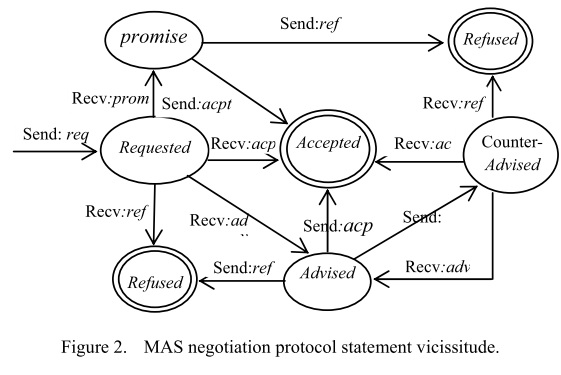 Send:ref
promise
Refused
Recv:prom
Send:acpt
Recv:ref
Send: req
Requested
Recv:acp
Accepted
Recv:ac
Counter-
Advised
Recv:ref
Recv:ad
Send:acp
Send:
Refused
Send:ref
Advised
Recv:adv
Figure 2. MAS negotiation protocol statement vicissitude.